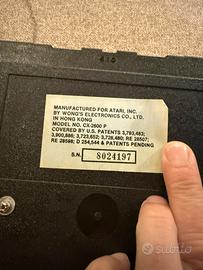 MANUFACTURED FOR ATARI, INC.
BY WONG'S ELECTRONICS CO., LTD.
IN HONG KONG
MODEL NO. CX-2600 P
COVERED BY U.S. PATENTS 3,793,483;
3,900,886; 3,723,652; 3,728,480; RE 28507;
RE 28598; D 254,544 & PATENTS PENDING
S.N. 8024197
subito